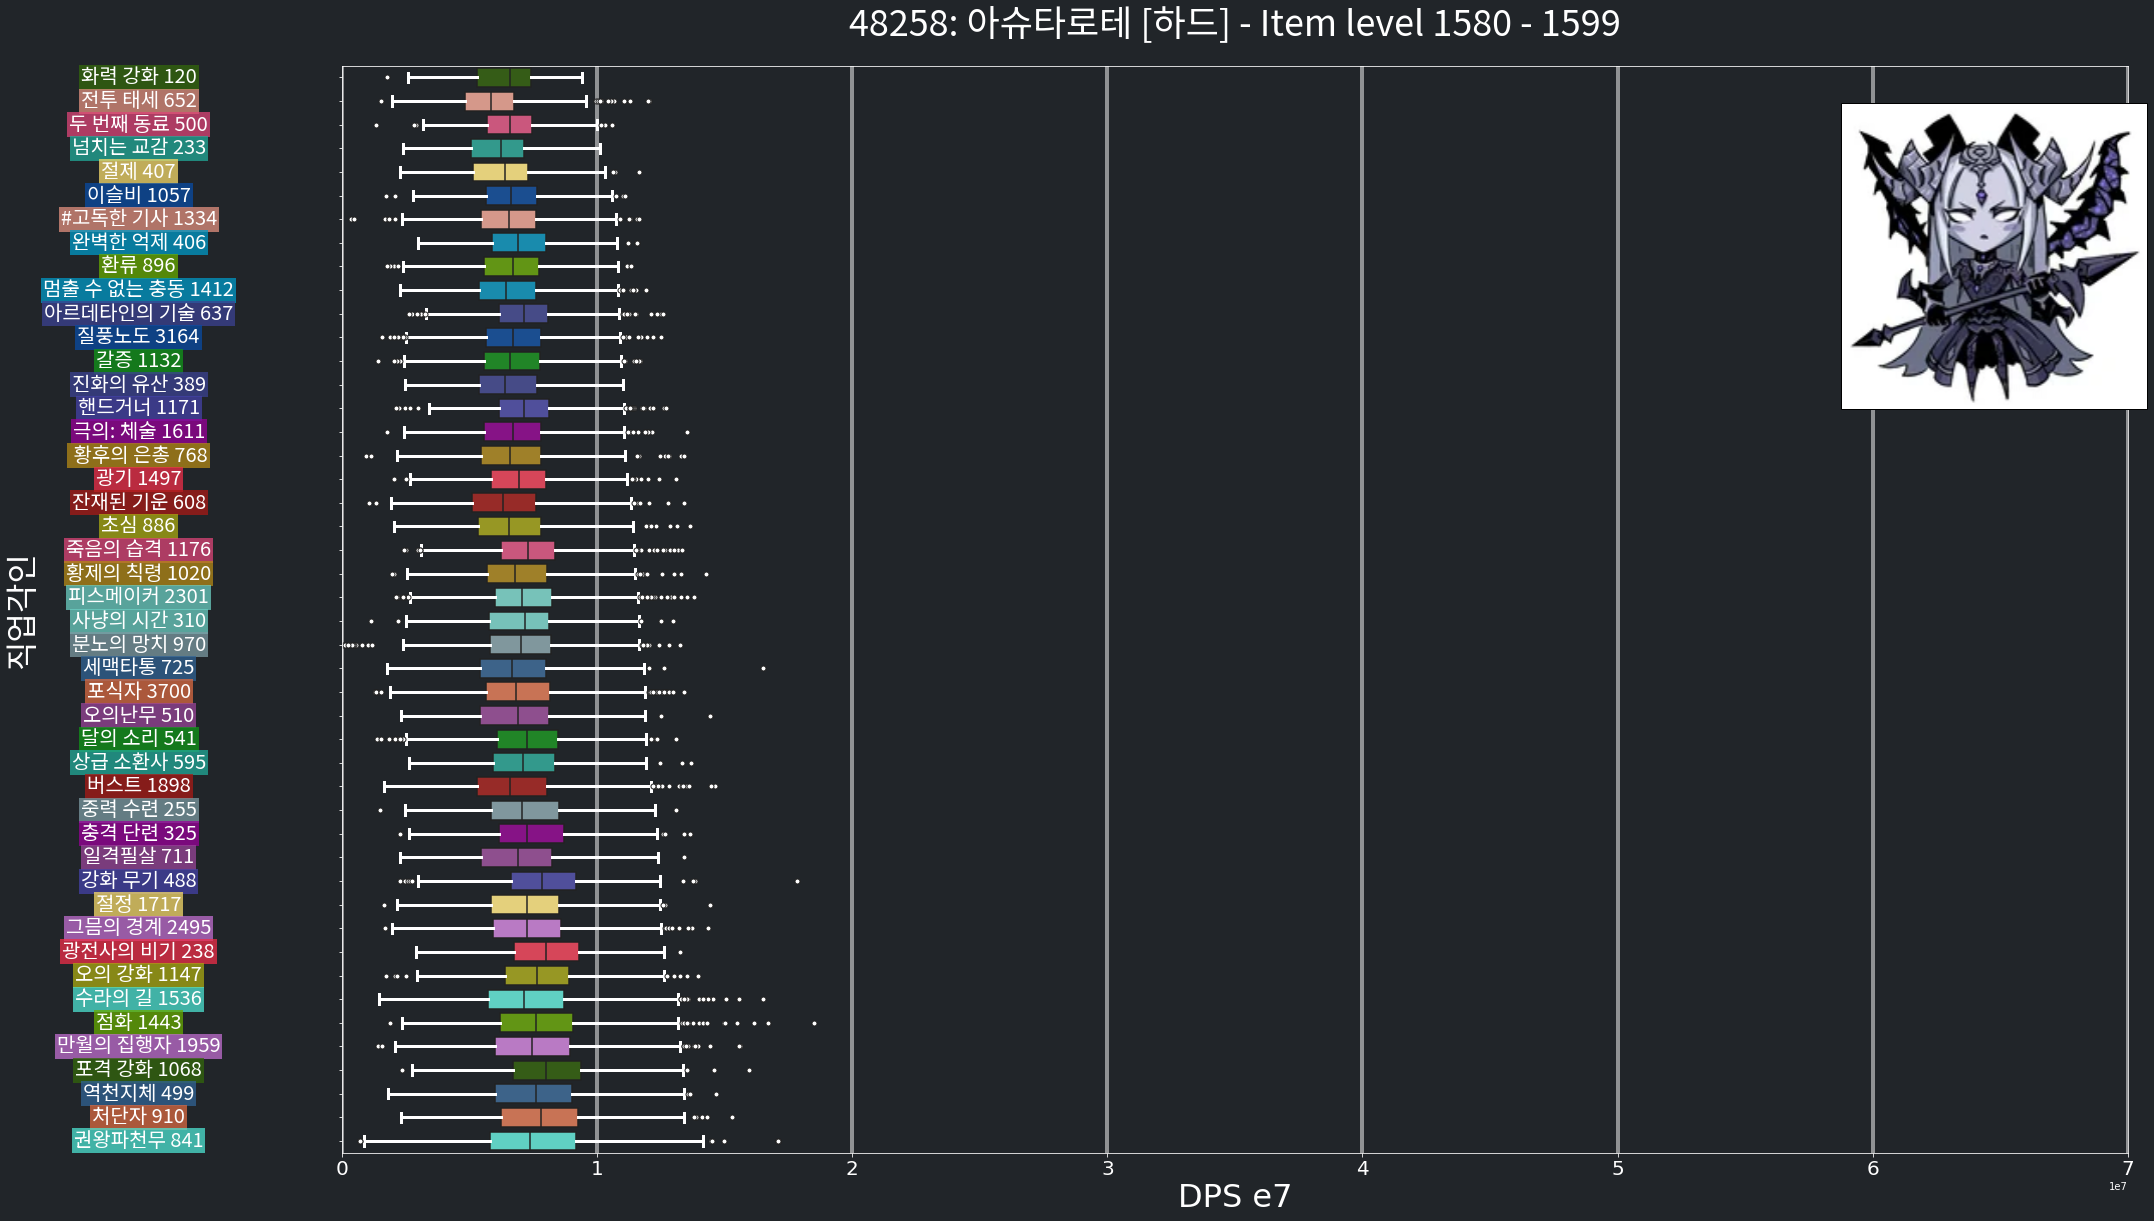 48258: 아슈타로테 [하드] - Item level 1580 - 1599
화력 강화 120
전투 태세 652
두 번째 동료 500
넘치는 교감 233
절제 407
이슬비 1057
#고독한 기사 1334
완벽한 억제 406
환류 896
멈출 수 없는 충동 1412
아르데타인의 기술 637
질풍노도 3164
갈증 1132
진화의 유산 389
핸드거너 1171
극의: 체술 1611
황후의 은총 768
광기 1497
잔재된 기운 608
초심 886
죽음의 습격 1176
황제의 칙령 1020
피스메이커 2301
사냥의 시간 310
분노의 망치 970
세맥타통 725
포식자 3700
오의난무 510
달의 소리 541
상급 소환사 595
버스트 1898
중력 수련 255
충격 단련 325
일격필살 711
강화 무기 488
절정 1717
그믐의 경계 2495
광전사의 비기 238
오의 강화 1147
수라의 길 1536
점화 1443
만월의 집행자 1959
포격 강화 1068
역천지체 499
처단자 910
권왕파천무 841
직업각인
0 1 2 3 4 5 6 7
1e7
DPS e7